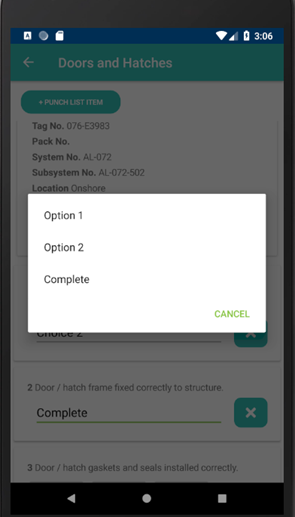 3:06
Doors and Hatches
+ PUNCH LIST ITEM
Tag No. 076-E3983
Pack No.
System No. AL-072
Subsystem No. AL-072-502
Location Onshore
Option 1
Option 2
Complete
CANCEL
Choice 2
2 Door / hatch frame fixed correctly to structure.
Complete
3 Door / hatch gaskets and seals installed correctly.